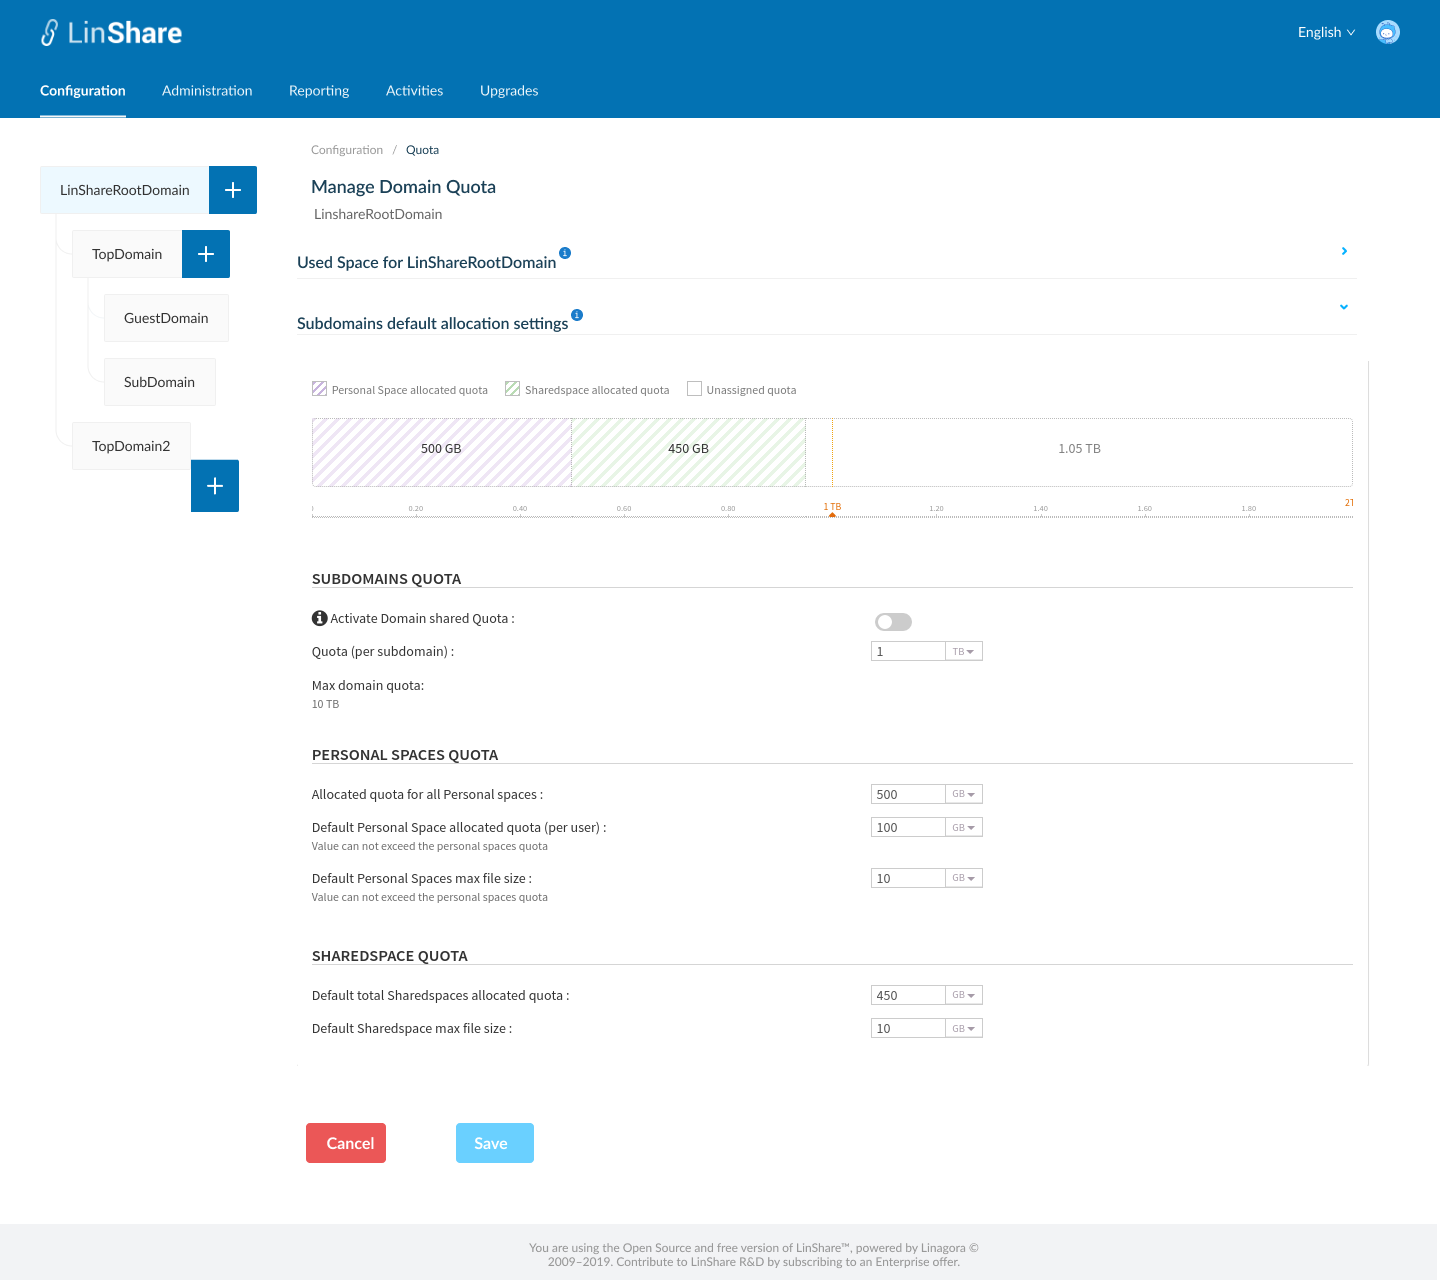 LinShare
English
Configuration Administration Reporting Activities Upgrades
Configuration / Quota
LinShareRootDomain
Manage Domain Quota
LinshareRootDomain
TopDomain
Used Space for LinShareRootDomain
GuestDomain
Subdomains default allocation settings
SubDomain
Personal Space allocated quota Sharedspace allocated quota Unassigned quota
TopDomain2
500 GB 450 GB 1.05 TB
0.20 0.40 0.60 0.80 1 TB 1.20 1.40 1.60 1.80 2T
SUBDOMAINS QUOTA
Activate Domain shared Quota :
Quota (per subdomain) : 1 TB
Max domain quota:
10 TB
PERSONAL SPACES QUOTA
Allocated quota for all Personal spaces : 500 GB
Default Personal Space allocated quota (per user) : 100 GB
Value can not exceed the personal spaces quota
Default Personal Spaces max file size : 10 GB
Value can not exceed the personal spaces quota
SHAREDSPACE QUOTA
Default total Sharedspaces allocated quota : 450 GB
Default Sharedspace max file size : 10 GB
Cancel Save
You are using the Open Source and free version of LinShare™, powered by Linagora ©
2009–2019. Contribute to LinShare R&D by subscribing to an Enterprise offer.